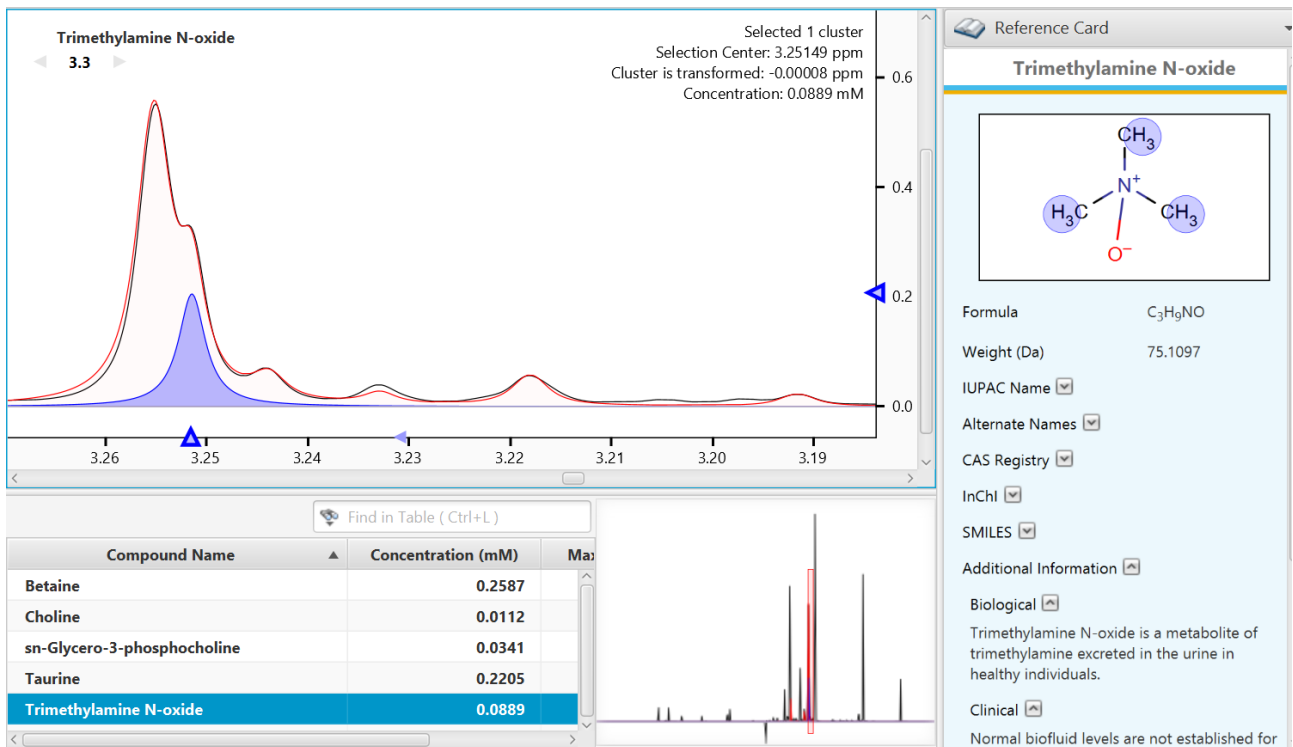 Trimethylamine N-oxide
3.3
Selected 1 cluster
Selection Center: 3.25149 ppm
Cluster is transformed: -0.00008 ppm
Concentration: 0.0889 mM
0.6
0.4
0.2
0.0
3.26 3.25 3.24 3.23 3.22 3.21 3.20 3.19
Find in Table ( Ctrl+L )
Compound Name Concentration (mM) Max
Betaine 0.2587
Choline 0.0112
sn-Glycero-3-phosphocholine 0.0341
Taurine 0.2205
Trimethylamine N-oxide 0.0889
Reference Card
Trimethylamine N-oxide
CH₃
N⁺
H₃C CH₃
O⁻
Formula C₃H₉NO
Weight (Da) 75.1097
IUPAC Name
Alternate Names
CAS Registry
InChI
SMILES
Additional Information
Biological
Trimethylamine N-oxide is a metabolite of
trimethylamine excreted in the urine in
healthy individuals.
Clinical
Normal biofluid levels are not established for